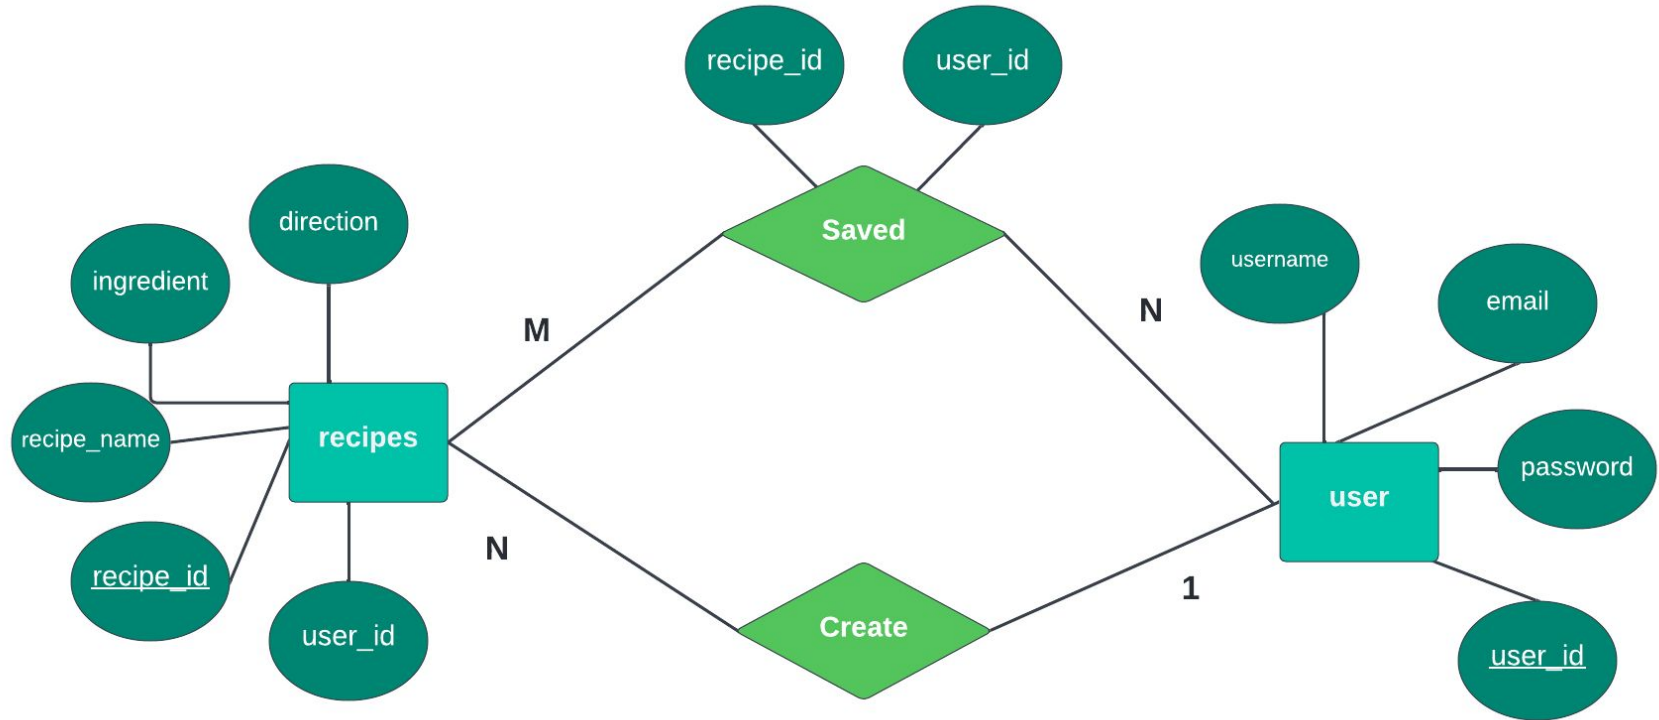 recipe_id
user_id
direction
Saved
username
ingredient
email
M
N
recipes
recipe_name
password
user
N
recipe_id
1
Create
user_id
user_id